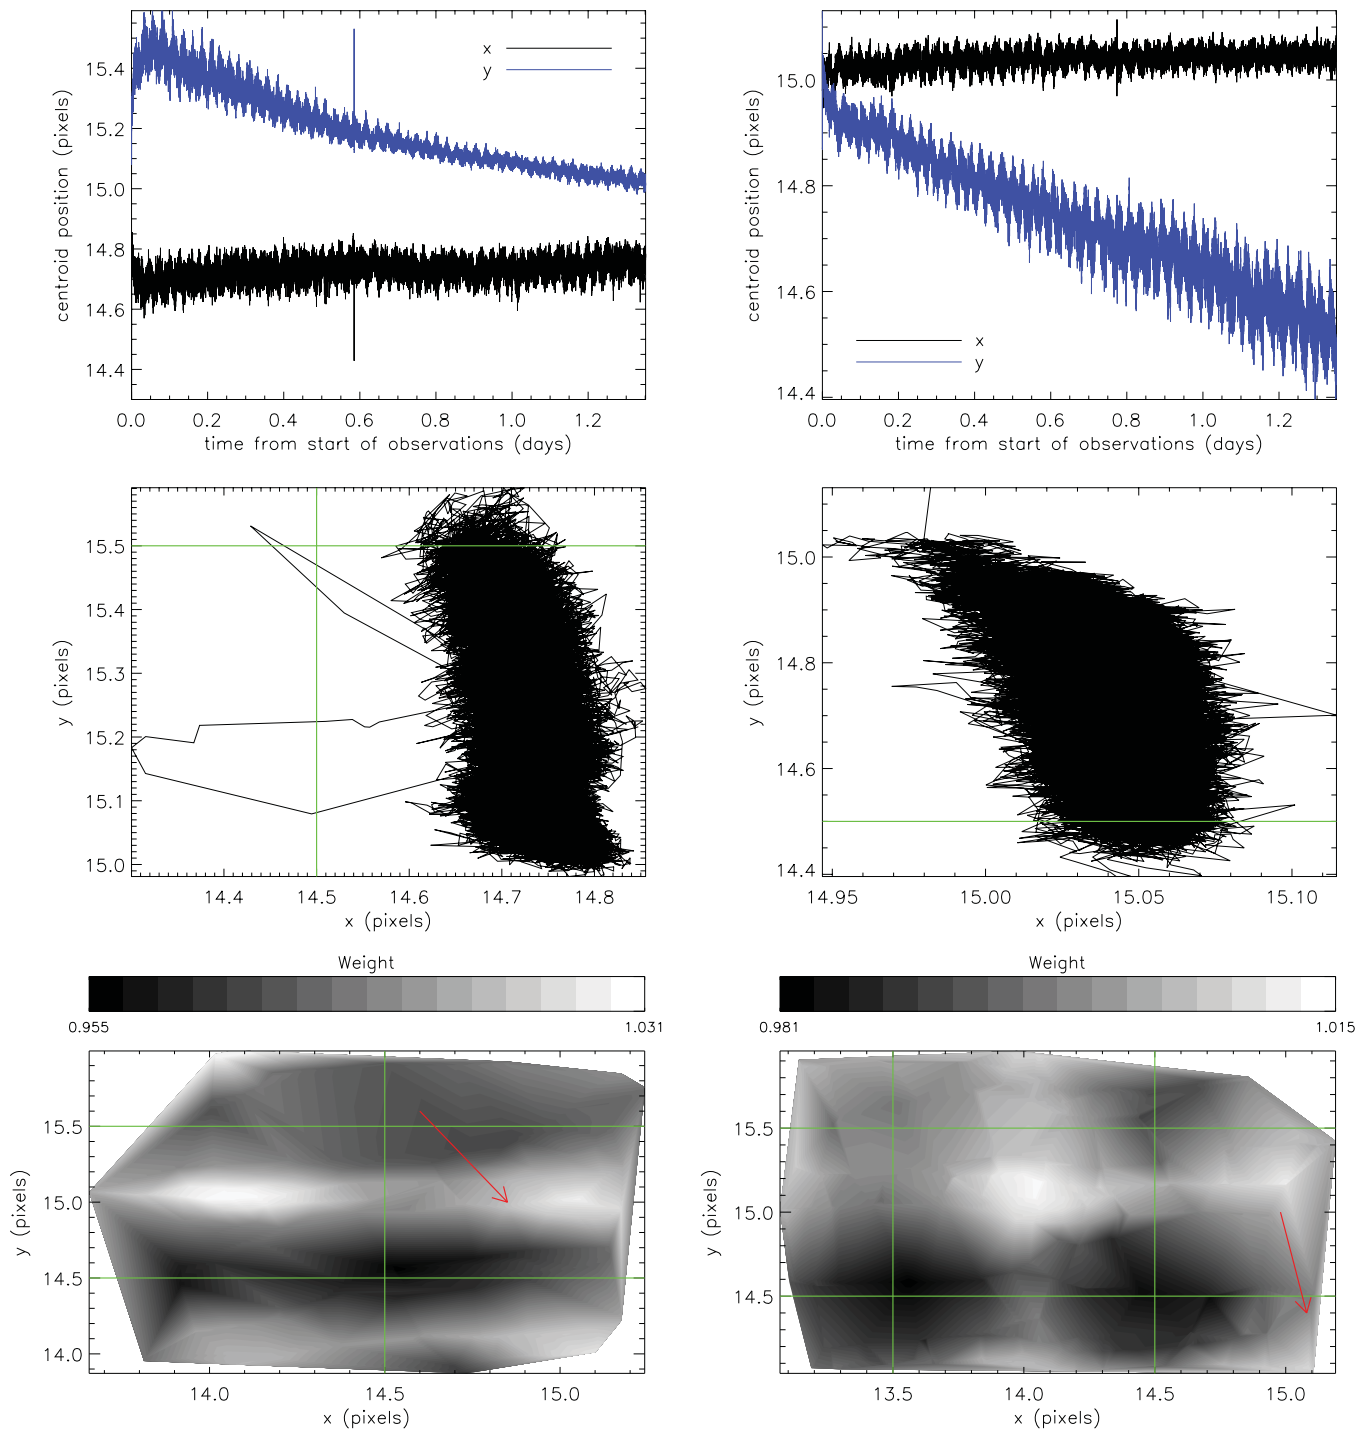 centroid position (pixels)
15.4
15.2
15.0
14.8
14.6
14.4
x
y
0.0 0.2 0.4 0.6 0.8 1.0 1.2
time from start of observations (days)
centroid position (pixels)
15.0
14.8
14.6
14.4
x
y
0.0 0.2 0.4 0.6 0.8 1.0 1.2
time from start of observations (days)
y (pixels)
15.5
15.4
15.3
15.2
15.1
15.0
14.4 14.5 14.6 14.7 14.8
x (pixels)
y (pixels)
15.0
14.8
14.6
14.4
14.95 15.00 15.05 15.10
x (pixels)
Weight
0.955 1.031
y (pixels)
15.5
15.0
14.5
14.0
14.0 14.5 15.0
x (pixels)
Weight
0.981 1.015
y (pixels)
15.5
15.0
14.5
13.5 14.0 14.5 15.0
x (pixels)